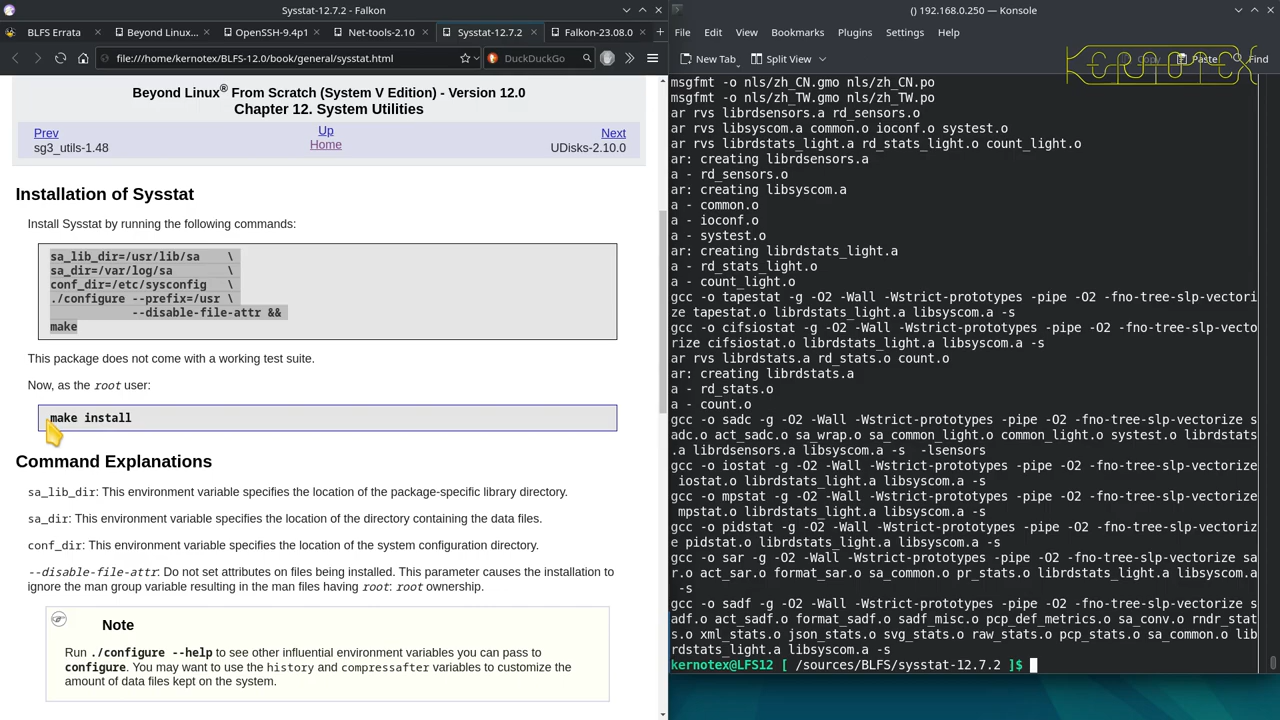 Sysstat-12.7.2 - Falkon
BLFS Errata
Beyond Linux...
OpenSSH-9.4p1
Net-tools-2.10
Sysstat-12.7.2
Falkon-23.08.0
file:///home/kernotex/BLFS-12.0/book/general/sysstat.html
DuckDuckGo
Beyond Linux® From Scratch (System V Edition) - Version 12.0
Chapter 12. System Utilities
Prev
Up
Next
sg3_utils-1.48
Home
UDisks-2.10.0
Installation of Sysstat
Install Sysstat by running the following commands:
sa_lib_dir=/usr/lib/sa    \
sa_dir=/var/log/sa        \
conf_dir=/etc/sysconfig   \
./configure --prefix=/usr \
            --disable-file-attr &&
make
This package does not come with a working test suite.
Now, as the root user:
make install
Command Explanations
sa_lib_dir: This environment variable specifies the location of the package-specific library directory.
sa_dir: This environment variable specifies the location of the directory containing the data files.
conf_dir: This environment variable specifies the location of the system configuration directory.
--disable-file-attr: Do not set attributes on files being installed. This parameter causes the installation to
ignore the man group variable resulting in the man files having root: root ownership.
Note
Run ./configure --help to see other influential environment variables you can pass to
configure. You may want to use the history and compressafter variables to customize the
amount of data files kept on the system.
() 192.168.0.250 — Konsole
File Edit View Bookmarks Plugins Settings Help
New Tab
Split View
Copy
Paste
Find
KernoteX
msgfmt -o nls/zh_CN.gmo nls/zh_CN.po
msgfmt -o nls/zh_TW.gmo nls/zh_TW.po
ar rvs librdsensors.a rd_sensors.o
ar rvs libsyscom.a common.o ioconf.o systest.o
ar rvs librdstats_light.a rd_stats_light.o count_light.o
ar: creating librdsensors.a
a - rd_sensors.o
ar: creating libsyscom.a
a - common.o
a - ioconf.o
a - systest.o
ar: creating librdstats_light.a
a - rd_stats_light.o
a - count_light.o
gcc -o tapestat -g -O2 -Wall -Wstrict-prototypes -pipe -O2 -fno-tree-slp-vectori
ze tapestat.o librdstats_light.a libsyscom.a -s
gcc -o cifsiostat -g -O2 -Wall -Wstrict-prototypes -pipe -O2 -fno-tree-slp-vecto
rize cifsiostat.o librdstats_light.a libsyscom.a -s
ar rvs librdstats.a rd_stats.o count.o
ar: creating librdstats.a
a - rd_stats.o
a - count.o
gcc -o sadc -g -O2 -Wall -Wstrict-prototypes -pipe -O2 -fno-tree-slp-vectorize s
adc.o act_sadc.o sa_wrap.o sa_common_light.o common_light.o systest.o librdstats
.a librdsensors.a libsyscom.a -s  -lsensors
gcc -o iostat -g -O2 -Wall -Wstrict-prototypes -pipe -O2 -fno-tree-slp-vectorize
 iostat.o librdstats_light.a libsyscom.a -s
gcc -o mpstat -g -O2 -Wall -Wstrict-prototypes -pipe -O2 -fno-tree-slp-vectorize
 mpstat.o librdstats_light.a libsyscom.a -s
gcc -o pidstat -g -O2 -Wall -Wstrict-prototypes -pipe -O2 -fno-tree-slp-vectoriz
e pidstat.o librdstats_light.a libsyscom.a -s
gcc -o sar -g -O2 -Wall -Wstrict-prototypes -pipe -O2 -fno-tree-slp-vectorize sa
r.o act_sar.o format_sar.o sa_common.o pr_stats.o librdstats_light.a libsyscom.a
 -s
gcc -o sadf -g -O2 -Wall -Wstrict-prototypes -pipe -O2 -fno-tree-slp-vectorize s
adf.o act_sadf.o format_sadf.o sadf_misc.o pcp_def_metrics.o sa_conv.o rndr_stat
s.o xml_stats.o json_stats.o svg_stats.o raw_stats.o pcp_stats.o sa_common.o lib
rdstats_light.a libsyscom.a -s
kernotex@LFS12 [ /sources/BLFS/sysstat-12.7.2 ]$